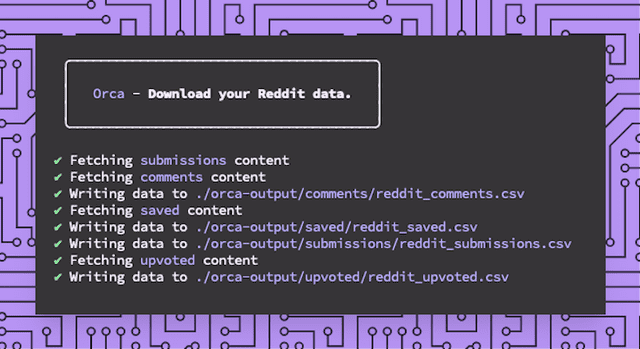 Orca - Download your Reddit data.
✔ Fetching submissions content
✔ Fetching comments content
✔ Writing data to ./orca-output/comments/reddit_comments.csv
✔ Fetching saved content
✔ Writing data to ./orca-output/saved/reddit_saved.csv
✔ Writing data to ./orca-output/submissions/reddit_submissions.csv
✔ Fetching upvoted content
✔ Writing data to ./orca-output/upvoted/reddit_upvoted.csv